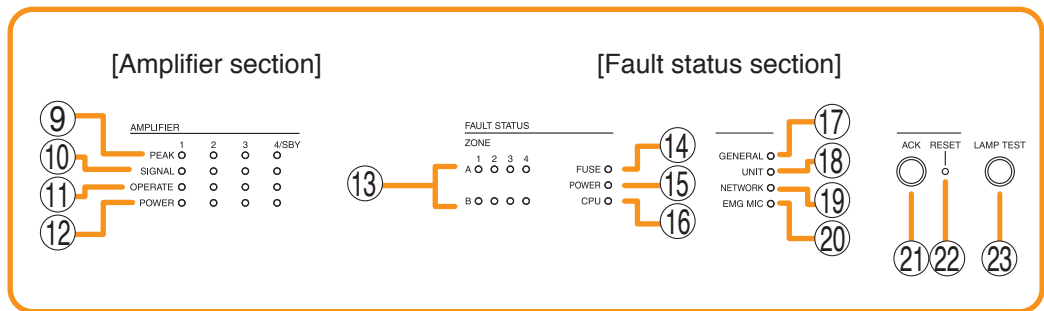 [Amplifier section]
[Fault status section]
9
AMPLIFIER
1 2 3 4/SBY
10
PEAK
SIGNAL
11
OPERATE
12
POWER
FAULT STATUS
ZONE
1 2 3 4
A
13
B
FUSE
14
POWER
15
CPU
16
GENERAL
17
UNIT
18
NETWORK
19
EMG MIC
20
ACK RESET LAMP TEST
21 22 23